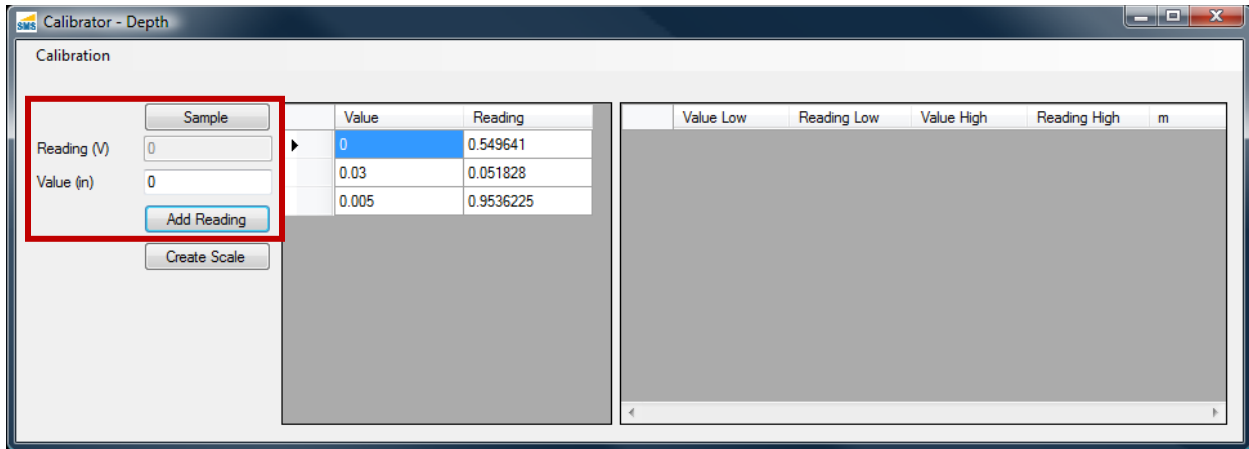 SMS Calibrator - Depth
Calibration
Sample
Reading (V) 0
Value (in) 0
Add Reading
Create Scale
Value Reading
0 0.549641
0.03 0.051828
0.005 0.9536225
Value Low Reading Low Value High Reading High m